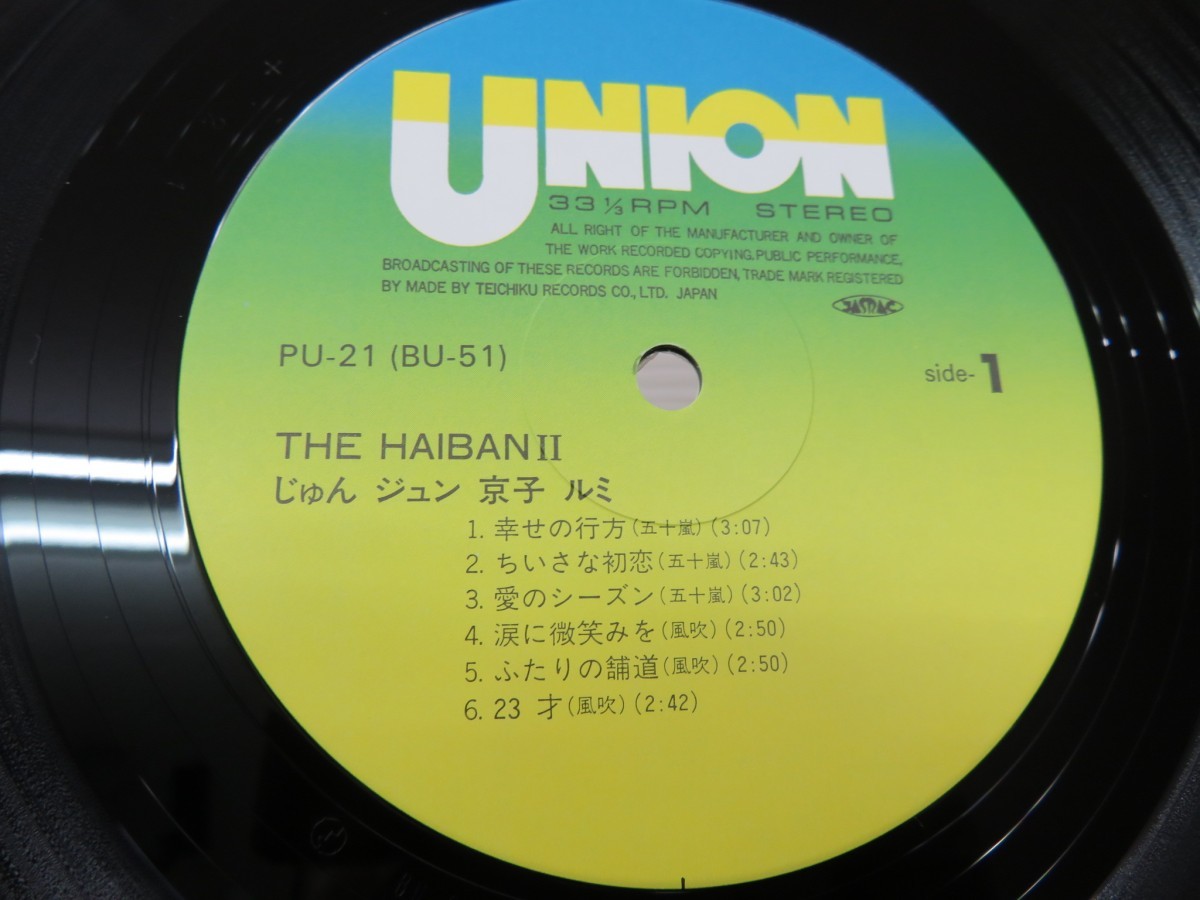 UNION
33 ⅓ RPM STEREO
ALL RIGHT OF THE MANUFACTURER AND OWNER OF
THE WORK RECORDED COPYING.PUBLIC PERFORMANCE,
BROADCASTING OF THESE RECORDS ARE FORBIDDEN, TRADE MARK REGISTERED
BY MADE BY TEICHIKU RECORDS CO., LTD. JAPAN
JASRAC
PU-21 (BU-51)
side-1
THE HAIBAN II
じゅん ジュン 京子 ルミ
1. 幸せの行方(五十嵐)(3:07)
2. ちいさな初恋(五十嵐)(2:43)
3. 愛のシーズン(五十嵐)(3:02)
4. 涙に微笑みを(風吹)(2:50)
5. ふたりの舗道(風吹)(2:50)
6. 23 才(風吹)(2:42)